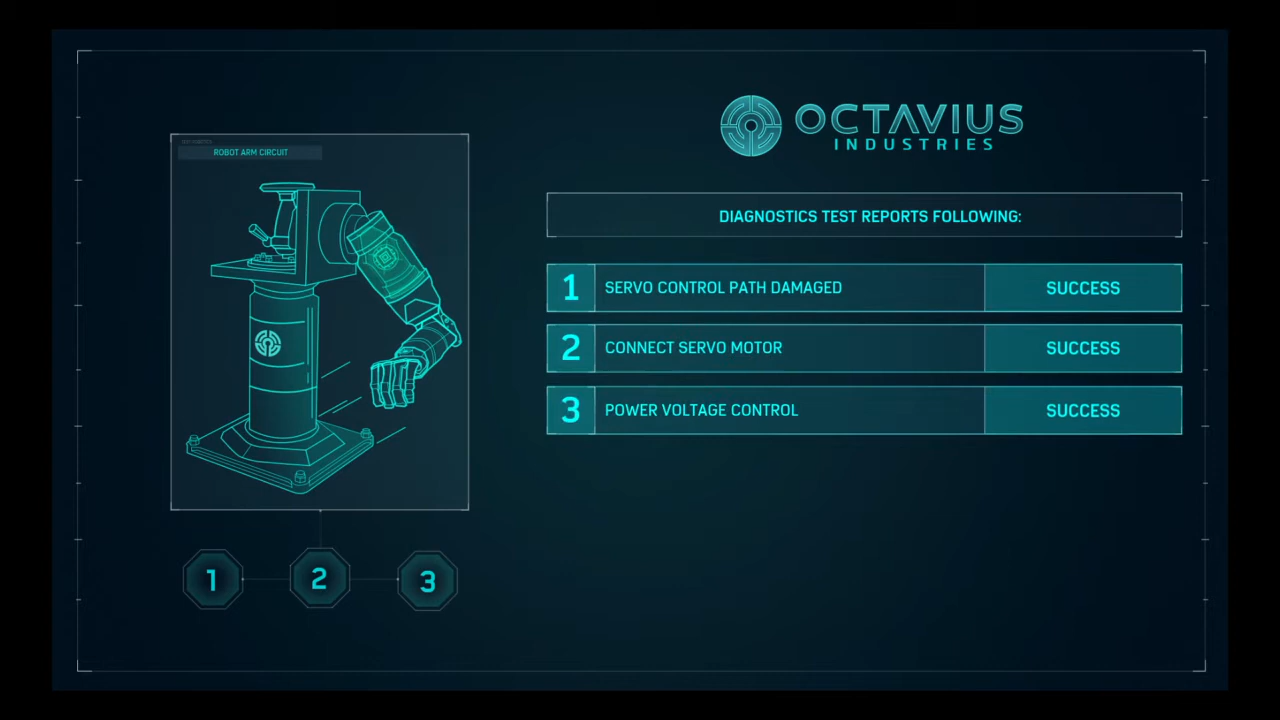 ROBOT ARM CIRCUIT
OCTAVIUS
INDUSTRIES
DIAGNOSTICS TEST REPORTS FOLLOWING:
1 SERVO CONTROL PATH DAMAGED SUCCESS
2 CONNECT SERVO MOTOR SUCCESS
3 POWER VOLTAGE CONTROL SUCCESS
1 2 3